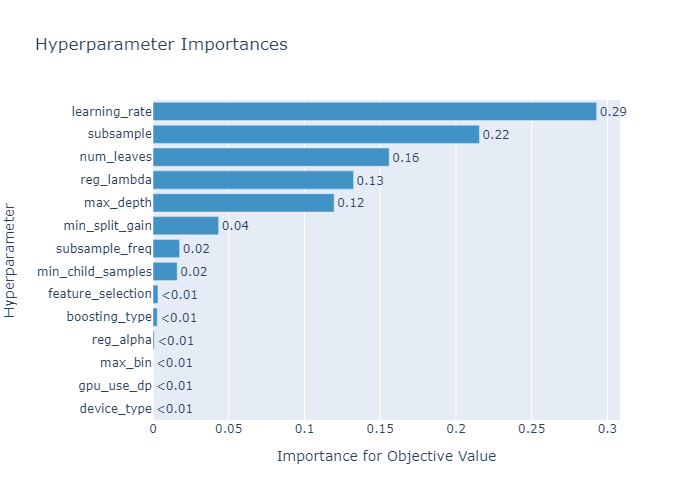 Hyperparameter Importances
Hyperparameter
learning_rate 0.29
subsample 0.22
num_leaves 0.16
reg_lambda 0.13
max_depth 0.12
min_split_gain 0.04
subsample_freq 0.02
min_child_samples 0.02
feature_selection <0.01
boosting_type <0.01
reg_alpha <0.01
max_bin <0.01
gpu_use_dp <0.01
device_type <0.01
0 0.05 0.1 0.15 0.2 0.25 0.3
Importance for Objective Value